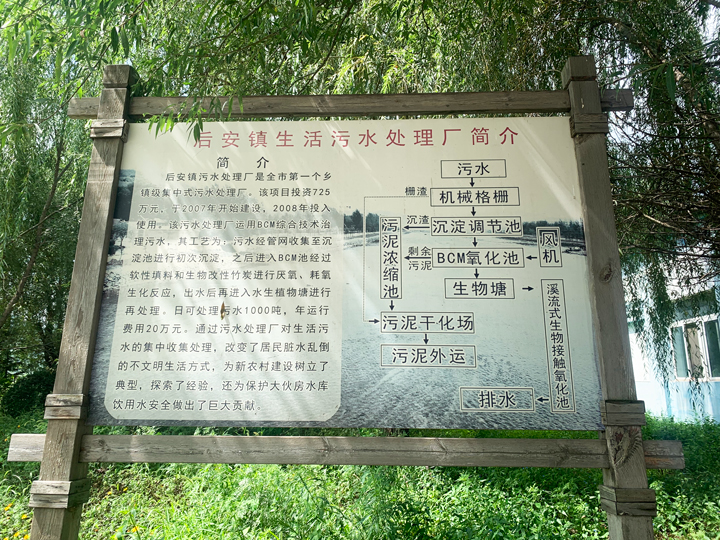 后安镇生活污水处理厂简介
简 介
后安镇污水处理厂是全市第一个乡
镇级集中式污水处理厂。该项目投资725
万元，于2007年开始建设，2008年投入
使用。该污水处理厂运用BCM综合技术治
理污水，其工艺为：污水经管网收集至沉
淀池进行初次沉淀，之后进入BCM池经过
软性填料和生物改性竹炭进行厌氧、耗氧
生化反应，出水后再进入水生植物塘进行
再处理。日可处理污水1000吨，年运行
费用20万元。通过污水处理厂对生活污
水的集中收集处理，改变了居民脏水乱倒
的不文明生活方式，为新农村建设树立了
典型，探索了经验，还为保护大伙房水库
饮用水安全做出了巨大贡献。
污水
栅渣
机械格栅
沉渣
沉淀调节池
污泥浓缩池
风机
剩余
污泥
BCM氧化池
生物塘
溪流式生物接触氧化池
污泥干化场
污泥外运
排水